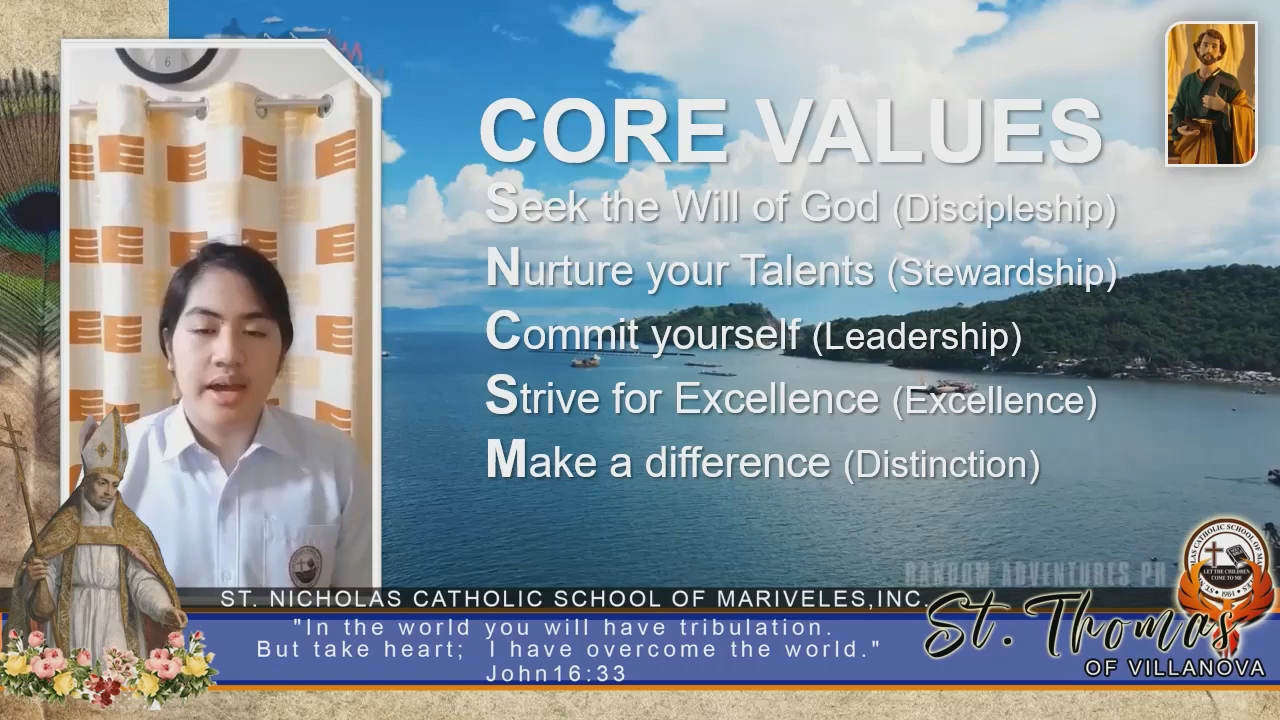 CORE VALUES
Seek the Will of God (Discipleship)
Nurture your Talents (Stewardship)
Commit yourself (Leadership)
Strive for Excellence (Excellence)
Make a difference (Distinction)
RANDOM ADVENTURES
ST. NICHOLAS CATHOLIC SCHOOL OF MARIVELES,INC.
"In the world you will have tribulation.
But take heart; I have overcome the world."
John16:33
St. Thomas
OF VILLANOVA
LET THE CHILDREN
COME TO ME
1984
6